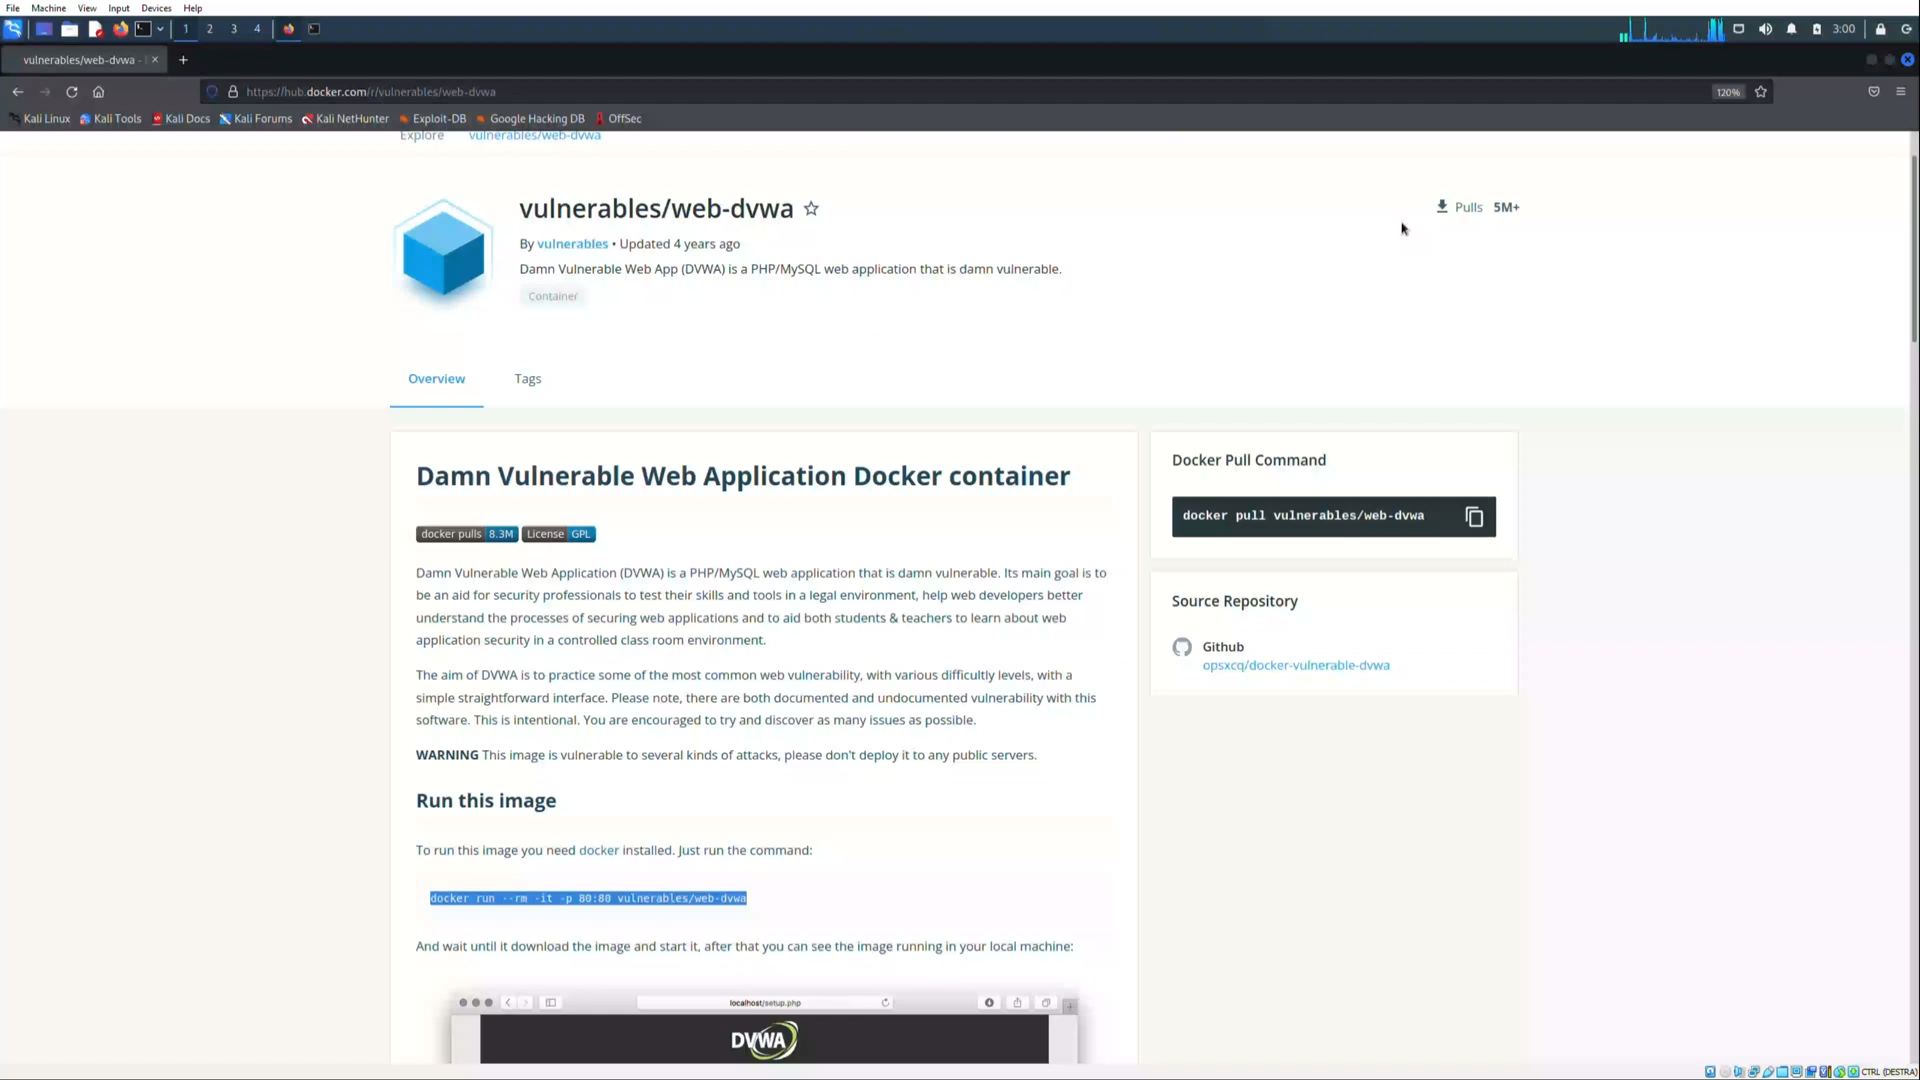 File Machine View Input Devices Help
1 2 3 4 3:00
vulnerables/web-dvwa -
https://hub.docker.com/r/vulnerables/web-dvwa 120%
Kali Linux Kali Tools Kali Docs Kali Forums Kali NetHunter Exploit-DB Google Hacking DB OffSec
Explore vulnerables/web-dvwa
vulnerables/web-dvwa
Pulls 5M+
By vulnerables • Updated 4 years ago
Damn Vulnerable Web App (DVWA) is a PHP/MySQL web application that is damn vulnerable.
Container
Overview Tags
Damn Vulnerable Web Application Docker container
docker pulls 8.3M License GPL
Damn Vulnerable Web Application (DVWA) is a PHP/MySQL web application that is damn vulnerable. Its main goal is to
be an aid for security professionals to test their skills and tools in a legal environment, help web developers better
understand the processes of securing web applications and to aid both students & teachers to learn about web
application security in a controlled class room environment.
The aim of DVWA is to practice some of the most common web vulnerability, with various difficultly levels, with a
simple straightforward interface. Please note, there are both documented and undocumented vulnerability with this
software. This is intentional. You are encouraged to try and discover as many issues as possible.
WARNING This image is vulnerable to several kinds of attacks, please don't deploy it to any public servers.
Run this image
To run this image you need docker installed. Just run the command:
docker run --rm -it -p 80:80 vulnerables/web-dvwa
And wait until it download the image and start it, after that you can see the image running in your local machine:
localhost/setup.php
DVWA
Docker Pull Command
docker pull vulnerables/web-dvwa
Source Repository
Github
opsxcq/docker-vulnerable-dvwa
CTRL (DESTRA)